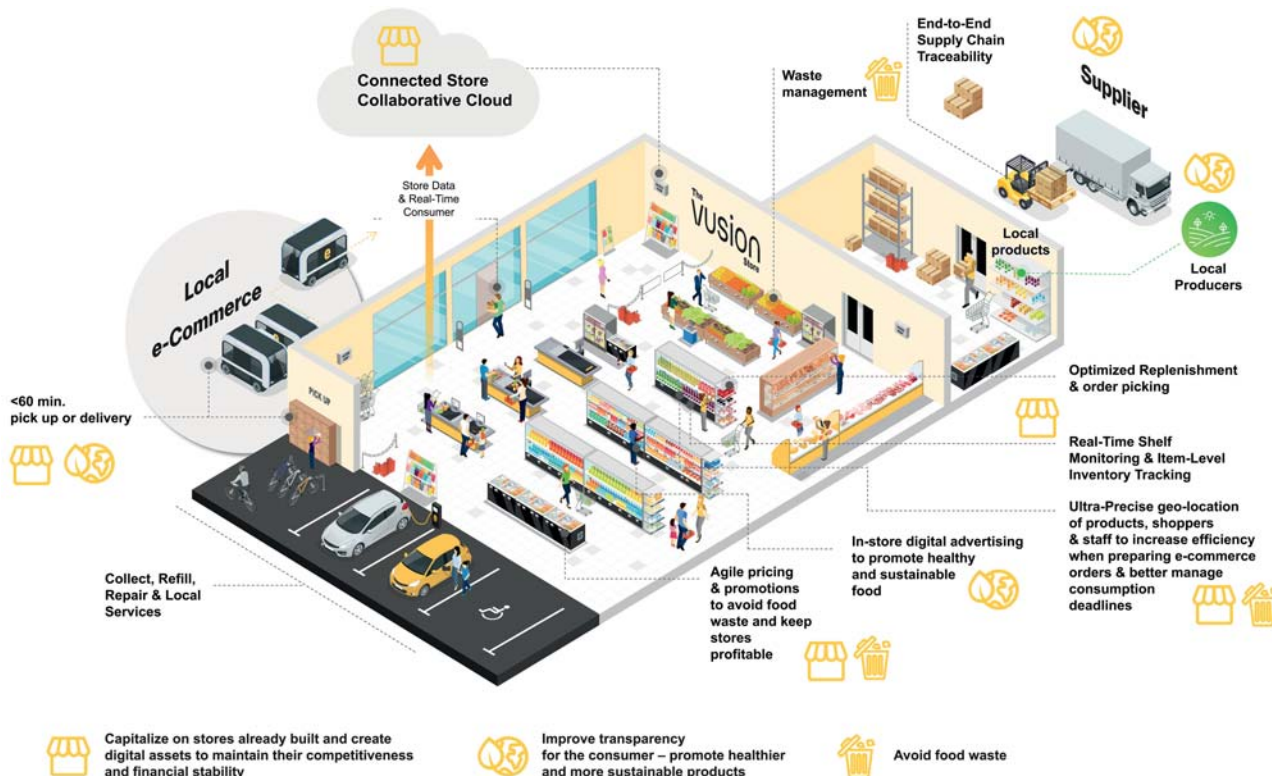 Connected Store
Collaborative Cloud
Waste
management
End-to-End
Supply Chain
Traceability
Supplier
Store Data
& Real-Time
Consumer
The
Vusion
Store
Local
products
Local
Producers
Local
e-Commerce
e
PICK UP
<60 min.
pick up or delivery
Optimized Replenishment
& order picking
Real-Time Shelf
Monitoring & Item-Level
Inventory Tracking
Ultra-Precise geo-location
of products, shoppers
& staff to increase efficiency
when preparing e-commerce
orders & better manage
consumption
deadlines
In-store digital advertising
to promote healthy
and sustainable
food
Agile pricing
& promotions
to avoid food
waste and keep
stores
profitable
Collect, Refill,
Repair & Local
Services
Capitalize on stores already built and create
digital assets to maintain their competitiveness
and financial stability
Improve transparency
for the consumer – promote healthier
and more sustainable products
Avoid food waste